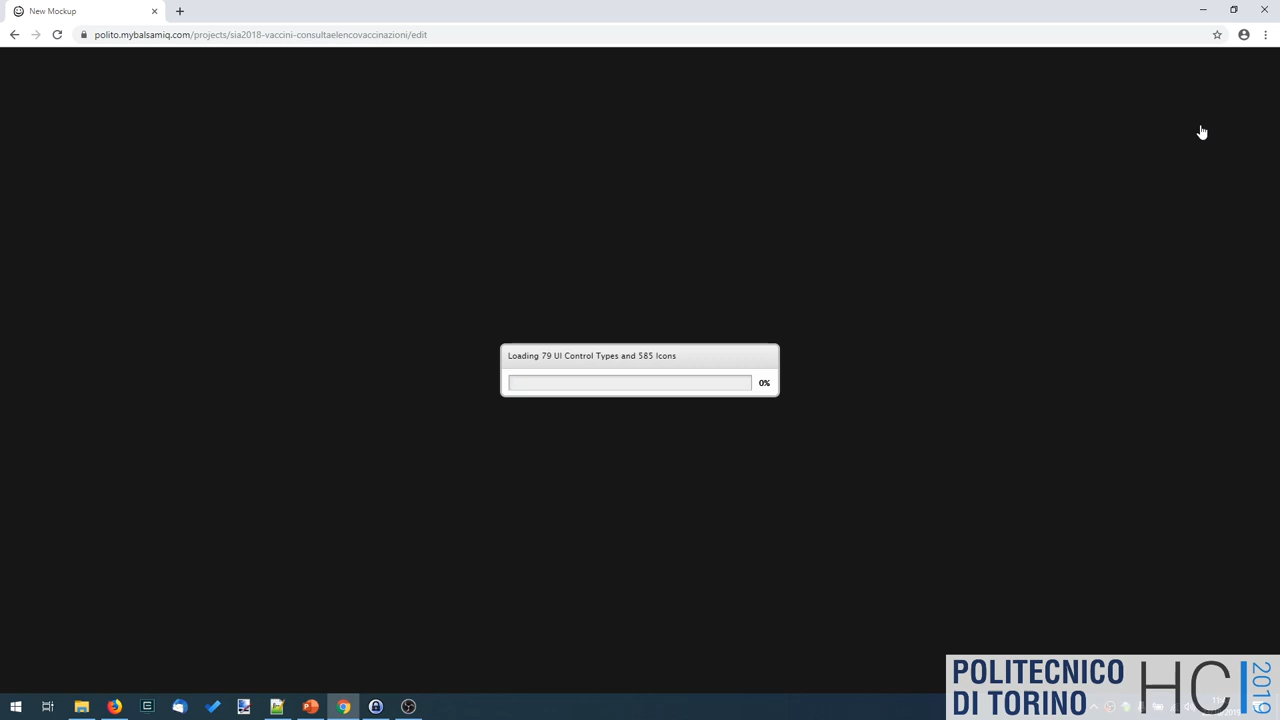 New Mockup
polito.mybalsamiq.com/projects/sia2018-vaccini-consultaelencovaccinazioni/edit
Loading 79 UI Control Types and 585 Icons
0%
POLITECNICO
DI TORINO
HCI
2019